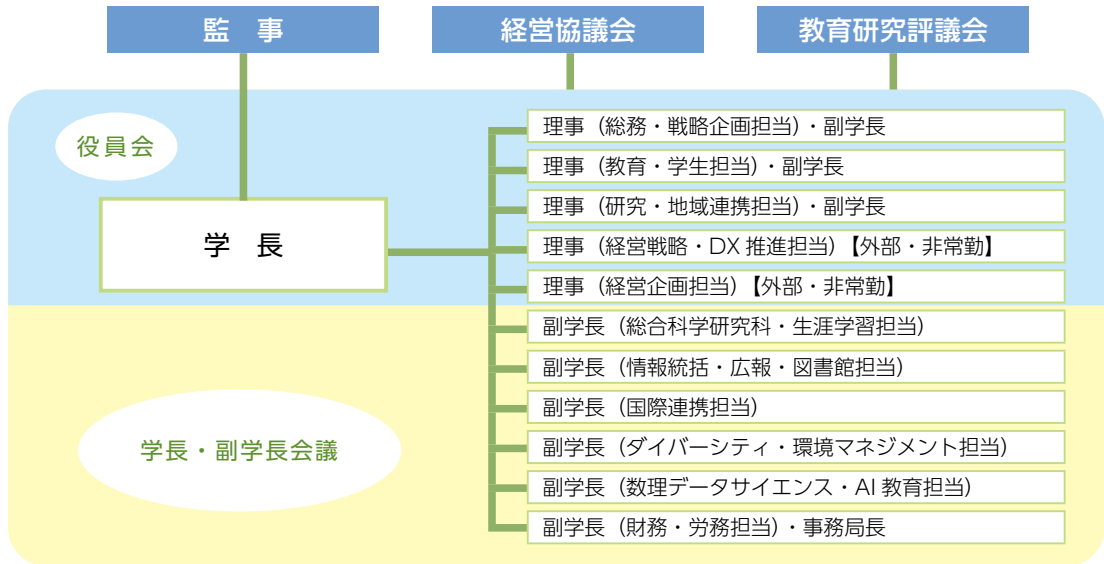 監 事
経営協議会
教育研究評議会
役員会
学 長
理事（総務・戦略企画担当）・副学長
理事（教育・学生担当）・副学長
理事（研究・地域連携担当）・副学長
理事（経営戦略・DX 推進担当）【外部・非常勤】
理事（経営企画担当）【外部・非常勤】
副学長（総合科学研究科・生涯学習担当）
副学長（情報統括・広報・図書館担当）
副学長（国際連携担当）
副学長（ダイバーシティ・環境マネジメント担当）
副学長（数理データサイエンス・AI 教育担当）
副学長（財務・労務担当）・事務局長
学長・副学長会議